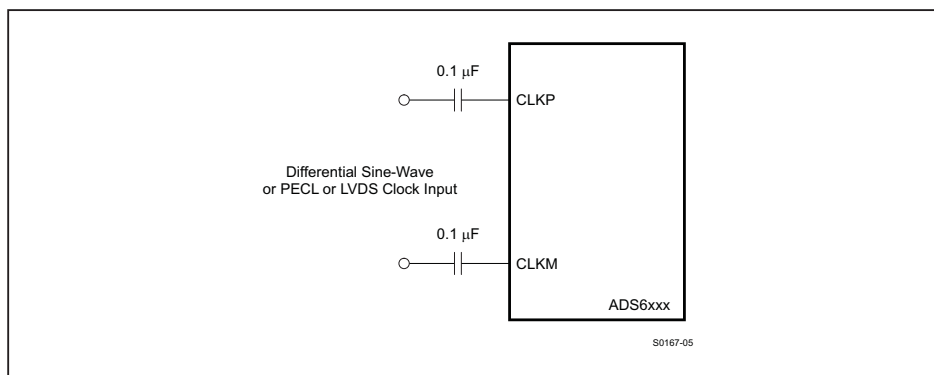 0.1 μF
CLKP
Differential Sine-Wave
or PECL or LVDS Clock Input
0.1 μF
CLKM
ADS6xxx
S0167-05